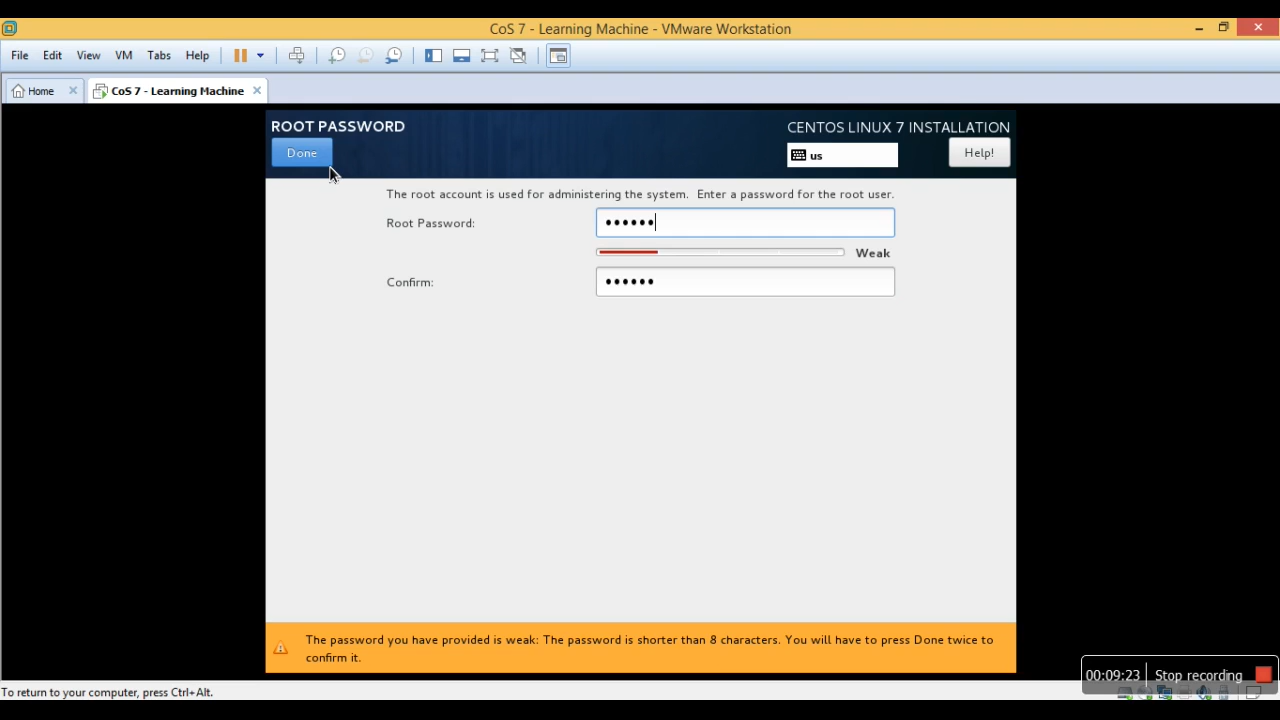 CoS 7 - Learning Machine - VMware Workstation
File Edit View VM Tabs Help
Home CoS 7 - Learning Machine
ROOT PASSWORD
CENTOS LINUX 7 INSTALLATION
Done
us
Help!
The root account is used for administering the system. Enter a password for the root user.
Root Password: ••••••
Weak
Confirm: ••••••
The password you have provided is weak: The password is shorter than 8 characters. You will have to press Done twice to
confirm it.
00:09:23 Stop recording
To return to your computer, press Ctrl+Alt.